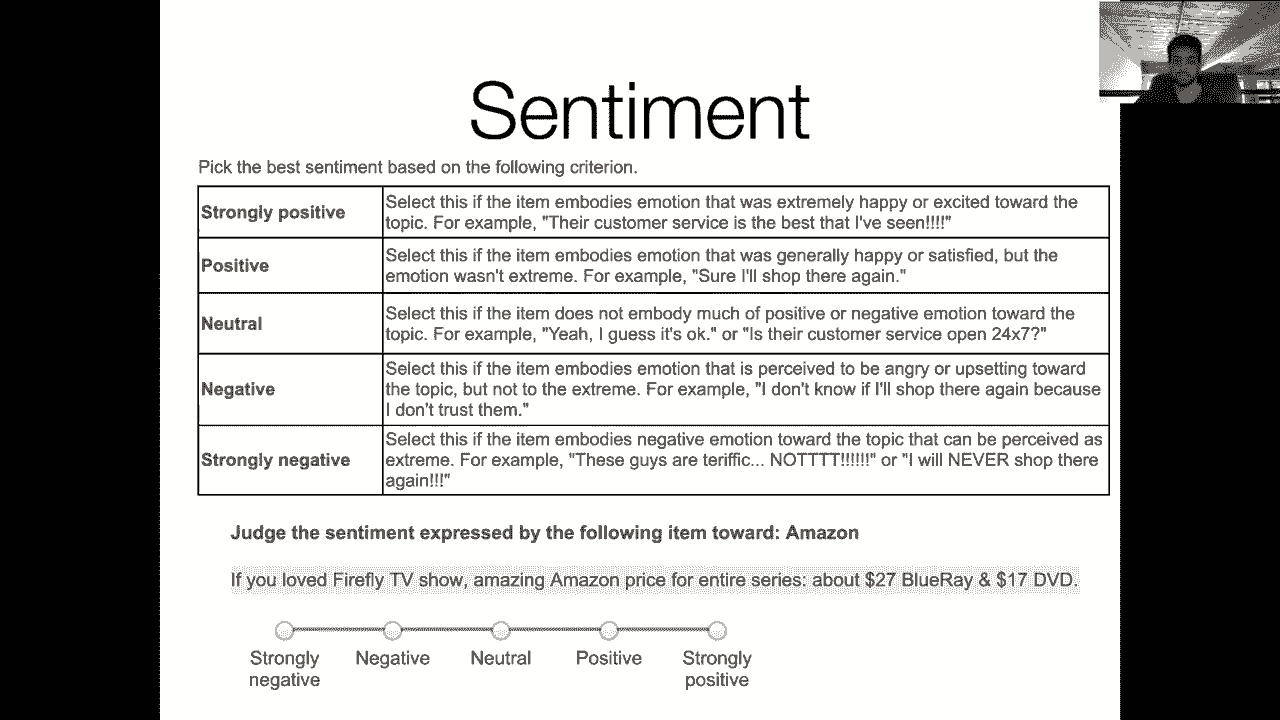 Sentiment
Pick the best sentiment based on the following criterion.
Strongly positive
Select this if the item embodies emotion that was extremely happy or excited toward the
topic. For example, "Their customer service is the best that I've seen!!!!"
Positive
Select this if the item embodies emotion that was generally happy or satisfied, but the
emotion wasn't extreme. For example, "Sure I'll shop there again."
Neutral
Select this if the item does not embody much of positive or negative emotion toward the
topic. For example, "Yeah, I guess it's ok." or "Is their customer service open 24x7?"
Negative
Select this if the item embodies emotion that is perceived to be angry or upsetting toward
the topic, but not to the extreme. For example, "I don't know if I'll shop there again because
I don't trust them."
Strongly negative
Select this if the item embodies negative emotion toward the topic that can be perceived as
extreme. For example, "These guys are teriffic... NOTTTT!!!!!!" or "I will NEVER shop there
again!!!"
Judge the sentiment expressed by the following item toward: Amazon
If you loved Firefly TV show, amazing Amazon price for entire series: about $27 BlueRay & $17 DVD.
Strongly negative
Negative
Neutral
Positive
Strongly positive